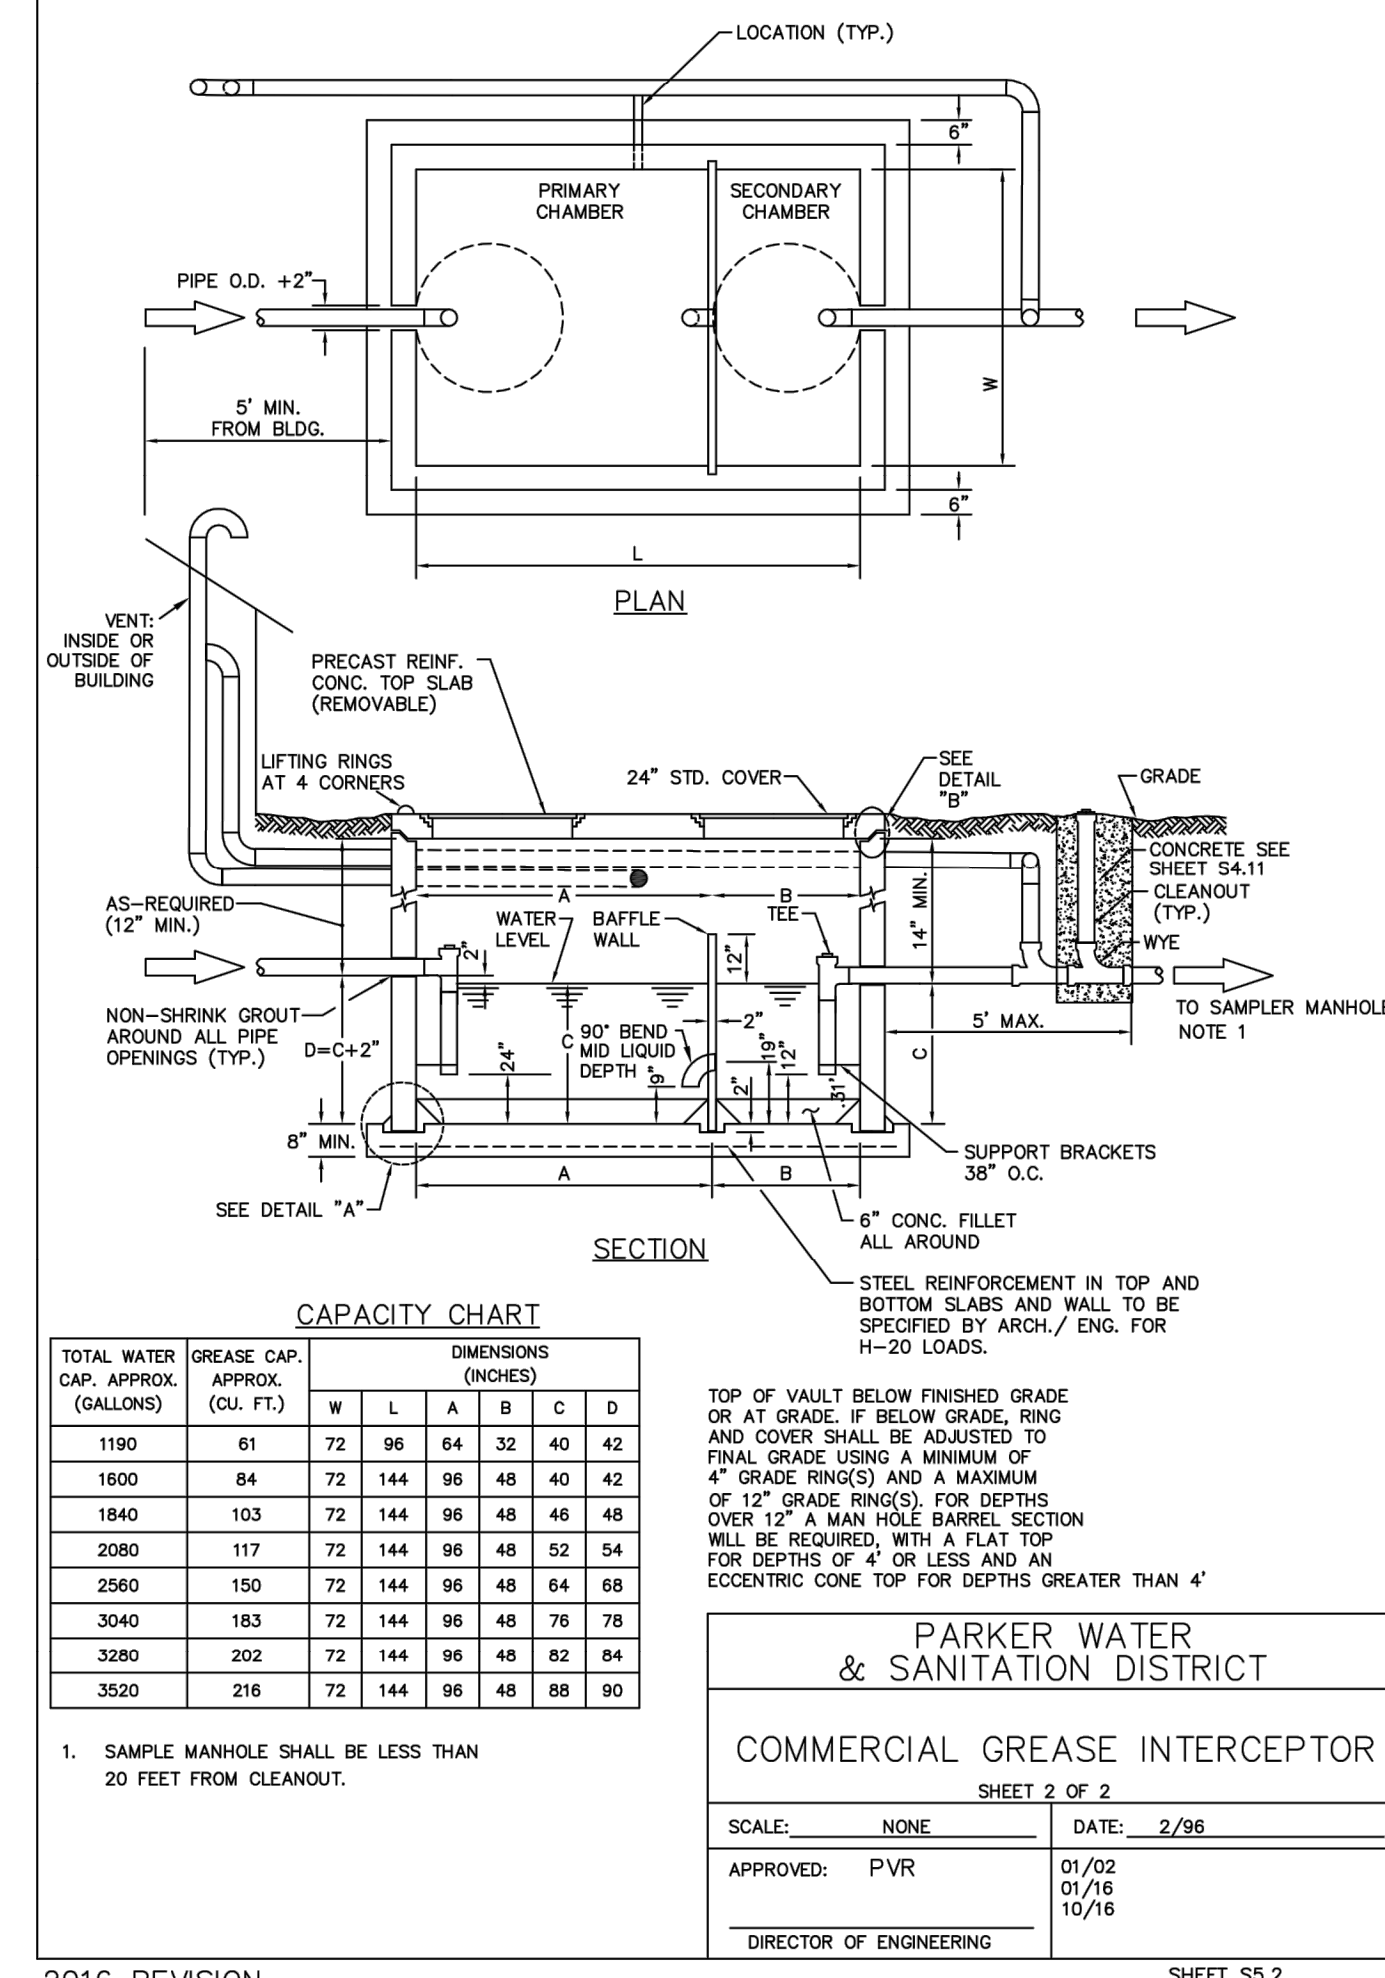 LOCATION (TYP.)
6"
PRIMARY
CHAMBER
SECONDARY
CHAMBER
PIPE O.D. +2"
W
5' MIN.
FROM BLDG.
6"
L
PLAN
VENT:
INSIDE OR
OUTSIDE OF
BUILDING
PRECAST REINF.
CONC. TOP SLAB
(REMOVABLE)
LIFTING RINGS
AT 4 CORNERS
24" STD. COVER
SEE
DETAIL
"B"
GRADE
CONCRETE SEE
SHEET S4.11
CLEANOUT
(TYP.)
WYE
AS-REQUIRED
(12" MIN.)
A
B
WATER
LEVEL
BAFFLE
WALL
TEE
14" MIN.
2"
12"
NON-SHRINK GROUT
AROUND ALL PIPE
OPENINGS (TYP.)
D=C+2"
24"
C
90° BEND
MID LIQUID
DEPTH
9"
2"
2"
19"
12"
.31'
C
5' MAX.
TO SAMPLER MANHOLE
NOTE 1
8" MIN.
SEE DETAIL "A"
A
B
SUPPORT BRACKETS
38" O.C.
6" CONC. FILLET
ALL AROUND
SECTION
STEEL REINFORCEMENT IN TOP AND
BOTTOM SLABS AND WALL TO BE
SPECIFIED BY ARCH./ ENG. FOR
H-20 LOADS.
CAPACITY CHART
TOTAL WATER
CAP. APPROX.
(GALLONS)
GREASE CAP.
APPROX.
(CU. FT.)
DIMENSIONS
(INCHES)
W L A B C D
1190 61 72 96 64 32 40 42
1600 84 72 144 96 48 40 42
1840 103 72 144 96 48 46 48
2080 117 72 144 96 48 52 54
2560 150 72 144 96 48 64 68
3040 183 72 144 96 48 76 78
3280 202 72 144 96 48 82 84
3520 216 72 144 96 48 88 90
TOP OF VAULT BELOW FINISHED GRADE
OR AT GRADE. IF BELOW GRADE, RING
AND COVER SHALL BE ADJUSTED TO
FINAL GRADE USING A MINIMUM OF
4" GRADE RING(S) AND A MAXIMUM
OF 12" GRADE RING(S). FOR DEPTHS
OVER 12" A MAN HOLE BARREL SECTION
WILL BE REQUIRED, WITH A FLAT TOP
FOR DEPTHS OF 4' OR LESS AND AN
ECCENTRIC CONE TOP FOR DEPTHS GREATER THAN 4'
1. SAMPLE MANHOLE SHALL BE LESS THAN
20 FEET FROM CLEANOUT.
PARKER WATER
& SANITATION DISTRICT
COMMERCIAL GREASE INTERCEPTOR
SHEET 2 OF 2
SCALE: NONE
DATE: 2/96
APPROVED: PVR
01/02
01/16
10/16
DIRECTOR OF ENGINEERING
2016 REVISION
SHEET S5.2